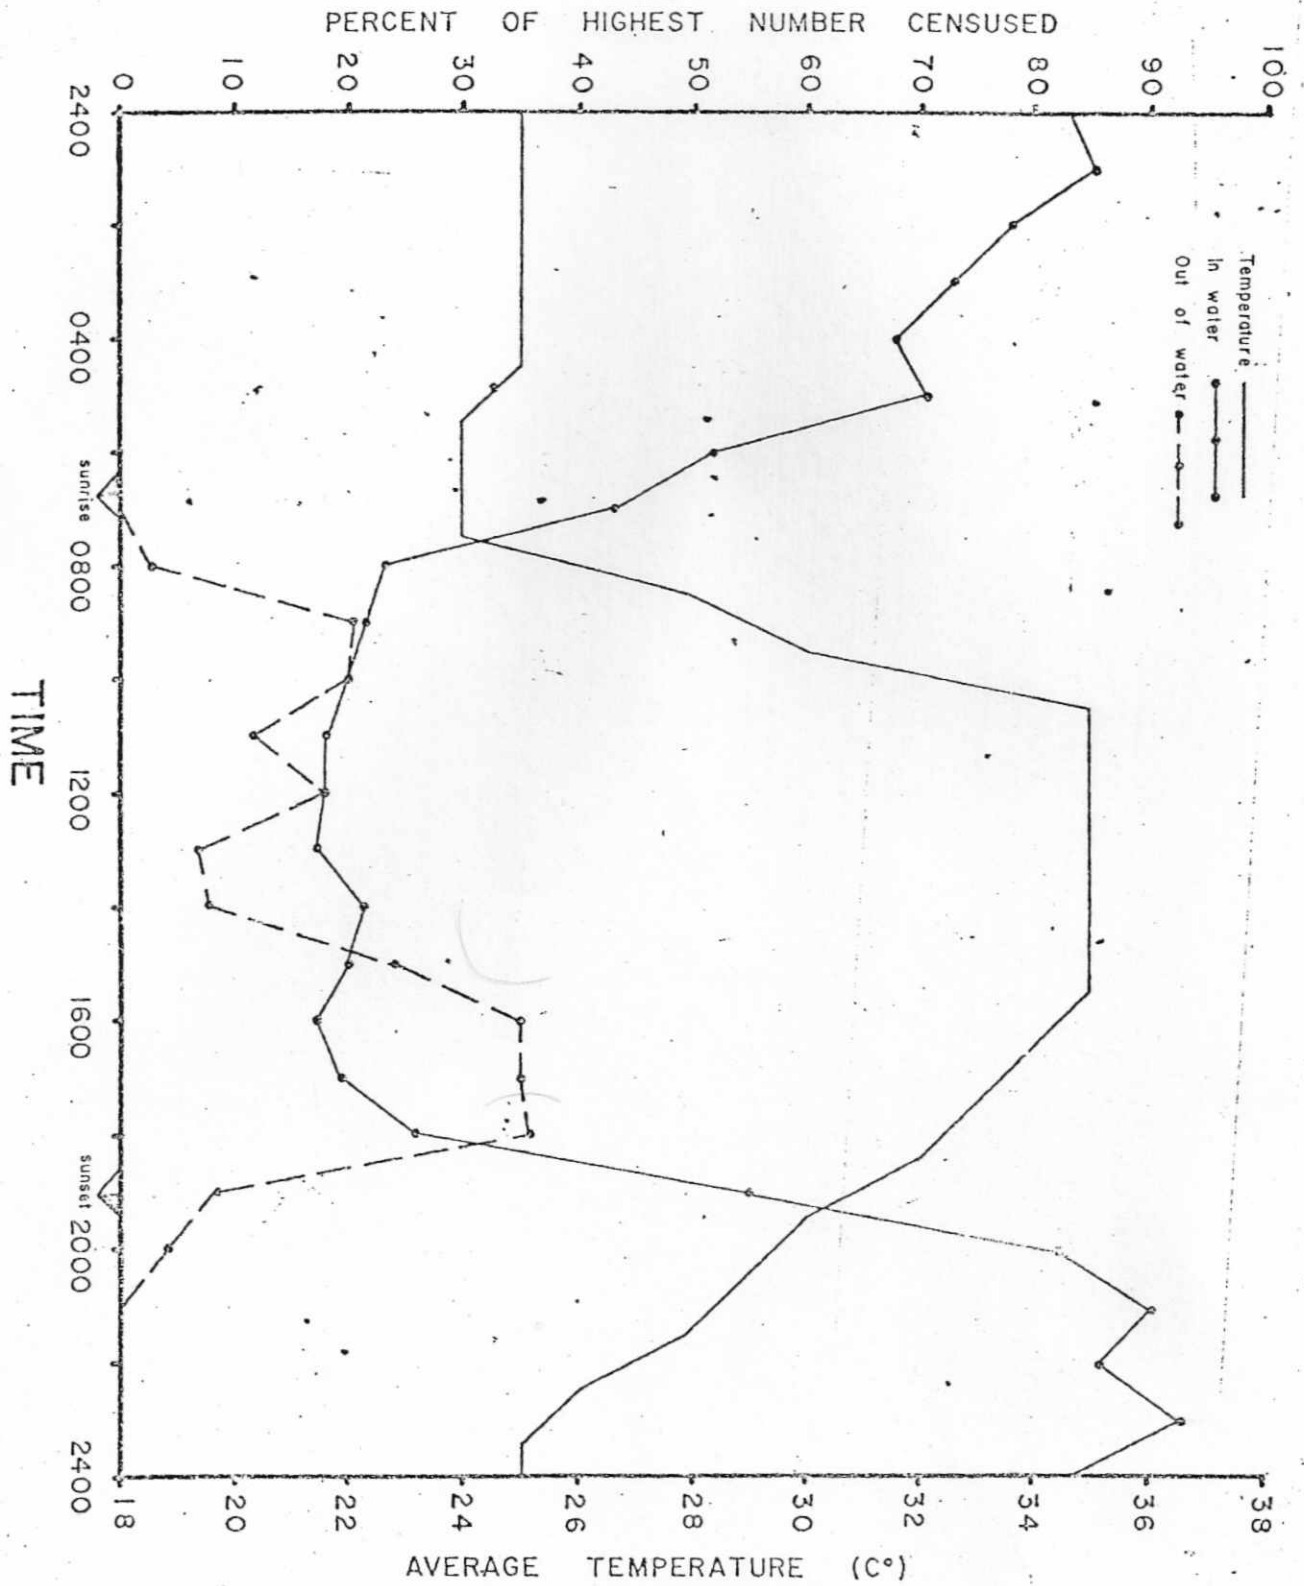 PERCENT OF HIGHEST NUMBER CENSUSED
0 10 20 30 40 50 60 70 80 90 100
Temperature
In water
Out of water
2400 0400 sunrise 0800 1200 1600 sunset 2000 2400
TIME
18 20 22 24 26 28 30 32 34 36 38
AVERAGE TEMPERATURE (C°)